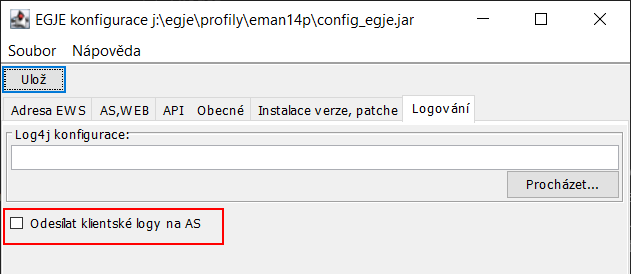 EGJE konfigurace j:\egje\profily\eman14p\config_egje.jar
Soubor Nápověda
Ulož
Adresa EWS AS,WEB API Obecné Instalace verze, patche Logování
Log4j konfigurace:
Procházet...
Odesílat klientské logy na AS